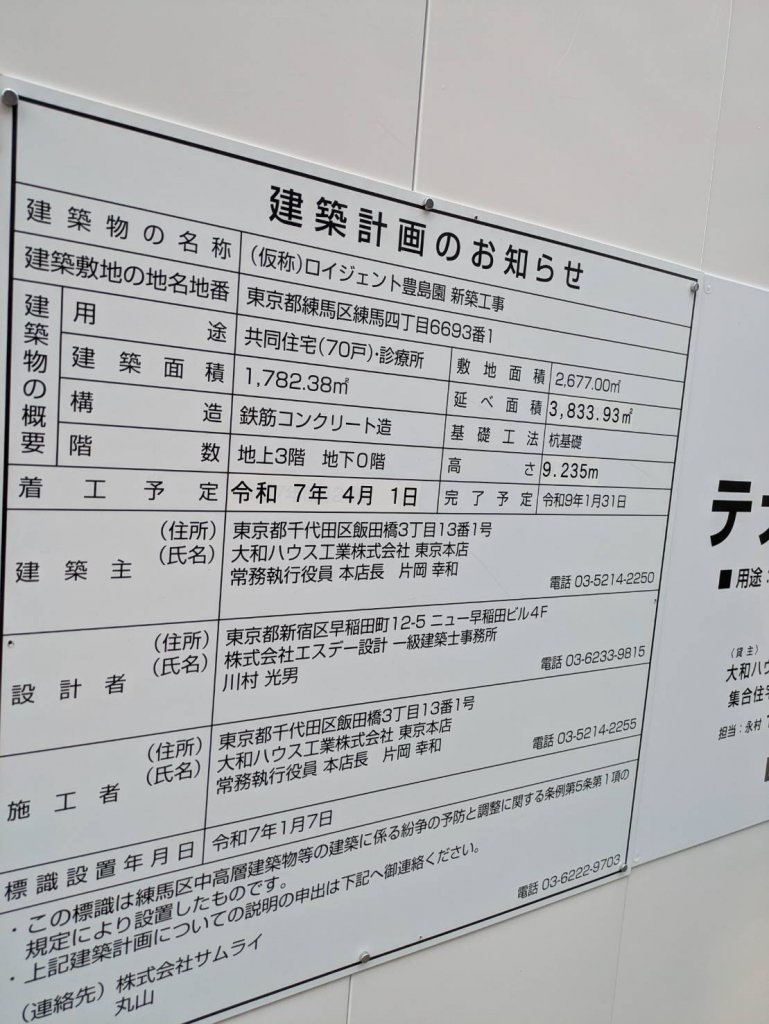 建築計画のお知らせ
建築物の名称 (仮称)ロイジェント豊島園 新築工事
建築敷地の地名地番 東京都練馬区練馬四丁目6693番1
建築物の概要
用途 共同住宅(70戸)・診療所 敷地面積 2,677.00㎡
建築面積 1,782.38㎡ 延べ面積 3,833.93㎡
構造 鉄筋コンクリート造 基礎工法 杭基礎
階数 地上3階 地下0階 高さ 9.235m
着工予定 令和 7年 4月 1日 完了予定 令和9年1月31日
建築主 (住所) 東京都千代田区飯田橋3丁目13番1号
(氏名) 大和ハウス工業株式会社 東京本店
常務執行役員 本店長 片岡 幸和
電話 03-5214-2250
設計者 (住所) 東京都新宿区早稲田町12-5 ニュー早稲田ビル4F
(氏名) 株式会社エスデー設計 一級建築士事務所
川村 光男
電話 03-6233-9815
施工者 (住所) 東京都千代田区飯田橋3丁目13番1号
(氏名) 大和ハウス工業株式会社 東京本店
常務執行役員 本店長 片岡 幸和
電話 03-5214-2255
標識設置年月日 令和7年1月7日
・この標識は練馬区中高層建築物等の建築に係る紛争の予防と調整に関する条例第5条第1項の
規定により設置したものです。
・上記建築計画についての説明の申出は下記へ御連絡ください。
(連絡先) 株式会社サムライ
丸山
電話 03-6222-9703
テ
■用途
(貸主)
大和ハ
集合住
担当:永村